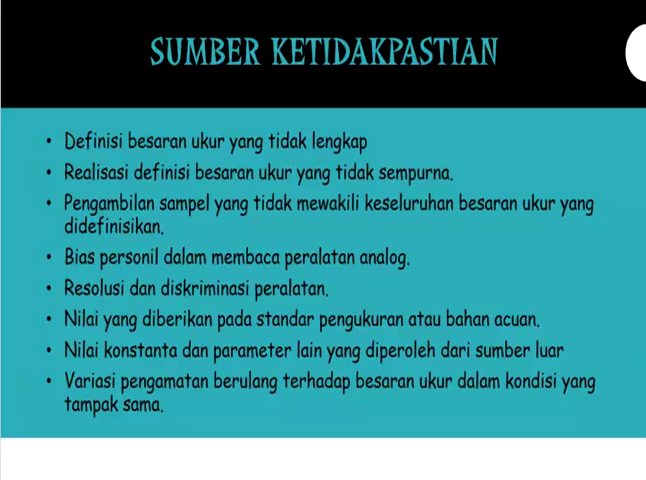 SUMBER KETIDAKPASTIAN
• Definisi besaran ukur yang tidak lengkap
• Realisasi definisi besaran ukur yang tidak sempurna.
• Pengambilan sampel yang tidak mewakili keseluruhan besaran ukur yang
didefinisikan.
• Bias personil dalam membaca peralatan analog.
• Resolusi dan diskriminasi peralatan.
• Nilai yang diberikan pada standar pengukuran atau bahan acuan.
• Nilai konstanta dan parameter lain yang diperoleh dari sumber luar
• Variasi pengamatan berulang terhadap besaran ukur dalam kondisi yang
tampak sama.